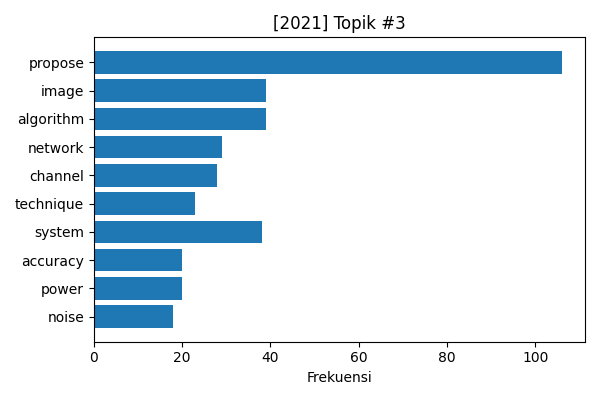 [2021] Topik #3
propose
image
algorithm
network
channel
technique
system
accuracy
power
noise
0 20 40 60 80 100
Frekuensi